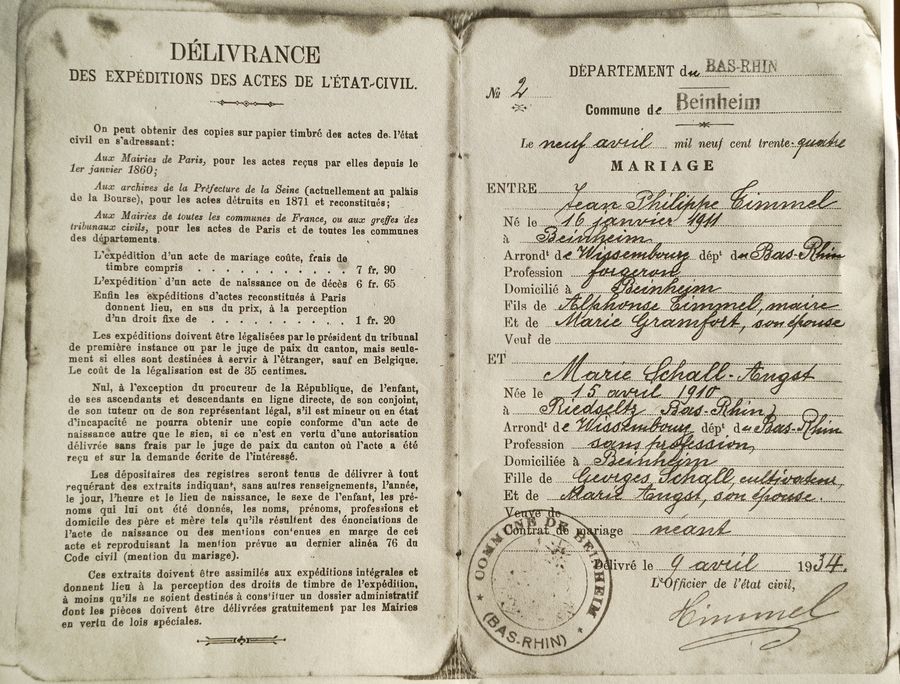 DÉLIVRANCE
DES EXPÉDITIONS DES ACTES DE L'ÉTAT-CIVIL.
On peut obtenir des copies sur papier timbré des actes de l'état
civil en s'adressant:
Aux Mairies de Paris, pour les actes reçus par elles depuis le
1er janvier 1860;
Aux archives de la Préfecture de la Seine (actuellement au palais
de la Bourse), pour les actes détruits en 1871 et reconstitués;
Aux Mairies de toutes les communes de France, ou aux greffes des
tribunaux civils, pour les actes de Paris et de toutes les communes
des départements.
L'expédition d'un acte de mariage coûte, frais de
timbre compris . . . . . . . . . . 7 fr. 90
L'expédition d'un acte de naissance ou de décès 6 fr. 65
Enfin les expéditions d'actes reconstitués à Paris
donnent lieu, en sus du prix, à la perception
d'un droit fixe de . . . . . . . . . . 1 fr. 20
Les expéditions doivent être légalisées par le président du tribunal
de première instance ou par le juge de paix du canton, mais seule-
ment si elles sont destinées à servir à l'étranger, sauf en Belgique.
Le coût de la légalisation est de 35 centimes.
Nul, à l'exception du procureur de la République, de l'enfant,
de ses ascendants et descendants en ligne directe, de son conjoint,
de son tuteur ou de son représentant légal, s'il est mineur ou en état
d'incapacité ne pourra obtenir une copie conforme d'un acte de
naissance autre que le sien, si ce n'est en vertu d'une autorisation
délivrée sans frais par le juge de paix du canton où l'acte a été
reçu et sur la demande écrite de l'intéressé.
Les dépositaires des registres seront tenus de délivrer à tout
requérant des extraits indiquant, sans autres renseignements, l'année,
le jour, l'heure et le lieu de naissance, le sexe de l'enfant, les pré-
noms qui lui ont été donnés, les noms, prénoms, professions et
domicile des père et mère tels qu'ils résultent des énonciations de
l'acte de naissance ou des mentions contenues en marge de cet
acte et reproduisant la mention prévue au dernier alinéa 76 du
Code civil (mention du mariage).
Ces extraits doivent être assimilés aux expéditions intégrales et
donnent lieu à la perception des droits de timbre de l'expédition,
à moins qu'ils ne soient destinés à constituer un dossier administratif
dont les pièces doivent être délivrées gratuitement par les Mairies
en vertu de lois spéciales.
DÉPARTEMENT du BAS-RHIN
No 2
Commune de Beinheim
Le neuf avril mil neuf cent trente-quatre
MARIAGE
ENTRE Jean Philippe Timmel
Né le 16 janvier 1911
à Beinheim
Arrondt de Wissembourg dépt du Bas-Rhin
Profession forgeron
Domicilié à Beinheim
Fils de Alphonse Timmel, maire
Et de Marie Gramfort, son épouse
Veuf de
ET
Marie Schall-Angst
Née le 15 avril 1910
à Riedseltz (Bas-Rhin)
Arrondt de Wissembourg dépt du Bas-Rhin
Profession sans profession,
Domiciliée à Beinheim
Fille de Georges Schall, cultivateur,
Et de Marie Angst, son épouse.
Veuve de
Contrat de mariage néant
Délivré le 9 avril 1934.
L'Officier de l'état civil,
Timmel
COMMUNE DE BEINHEIM
(BAS-RHIN)